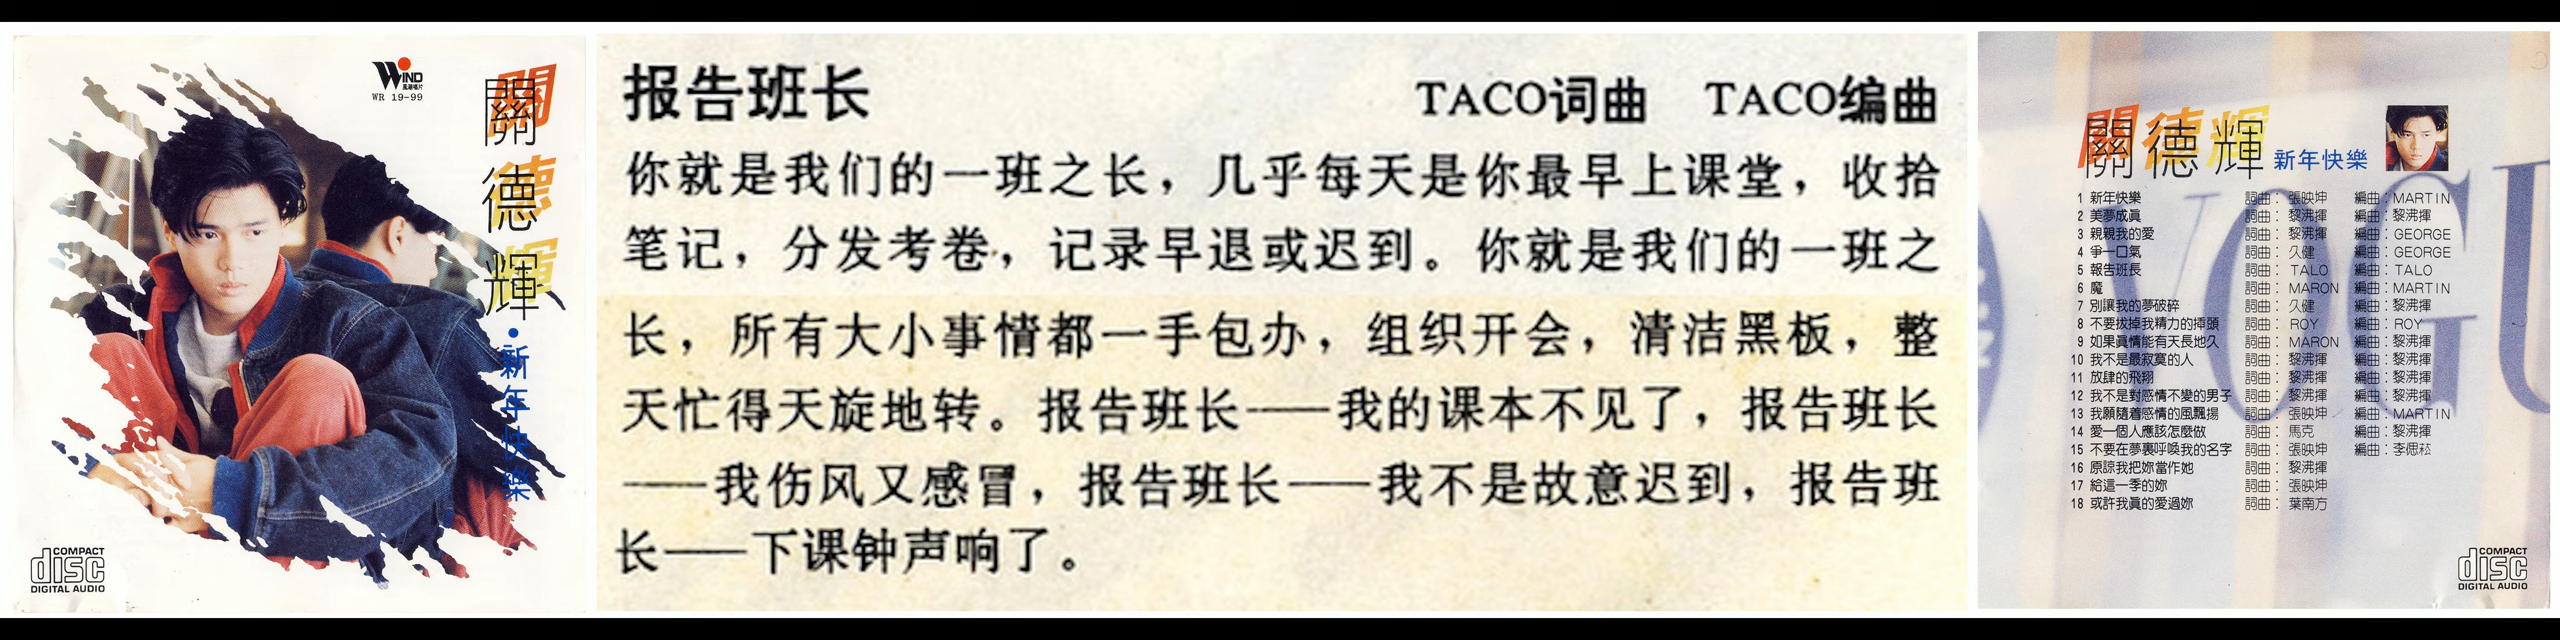 WIND
風潮唱片
WR 19-99
關德輝
•新年快樂
COMPACT
disc
DIGITAL AUDIO
报告班长 TACO词曲 TACO编曲
你就是我们的一班之长，几乎每天是你最早上课堂，收拾
笔记，分发考卷，记录早退或迟到。你就是我们的一班之
长，所有大小事情都一手包办，组织开会，清洁黑板，整
天忙得天旋地转。报告班长——我的课本不见了，报告班长
——我伤风又感冒，报告班长——我不是故意迟到，报告班
长——下课钟声响了。
關德輝 新年快樂
1 新年快樂 詞曲：張映坤 編曲：MARTIN
2 美夢成眞 詞曲：黎沸揮 編曲：黎沸揮
3 親親我的愛 詞曲：黎沸揮 編曲：GEORGE
4 爭一口氣 詞曲：久健 編曲：GEORGE
5 報告班長 詞曲：TALO 編曲：TALO
6 魔 詞曲：MARON 編曲：MARTIN
7 別讓我的夢破碎 詞曲：久健 編曲：黎沸揮
8 不要拔掉我精力的揷頭 詞曲：ROY 編曲：ROY
9 如果眞情能有天長地久 詞曲：MARON 編曲：黎沸揮
10 我不是最寂寞的人 詞曲：黎沸揮 編曲：黎沸揮
11 放肆的飛翔 詞曲：黎沸揮 編曲：黎沸揮
12 我不是對感情不變的男子 詞曲：黎沸揮 編曲：黎沸揮
13 我願隨着感情的風飄揚 詞曲：張映坤 編曲：MARTIN
14 愛一個人應該怎麼做 詞曲：馬克 編曲：黎沸揮
15 不要在夢裏呼喚我的名字 詞曲：張映坤 編曲：李偲菘
16 原諒我把妳當作她 詞曲：黎沸揮
17 給這一季的妳 詞曲：張映坤
18 或許我眞的愛過妳 詞曲：葉南方
VOGU
COMPACT
disc
DIGITAL AUDIO